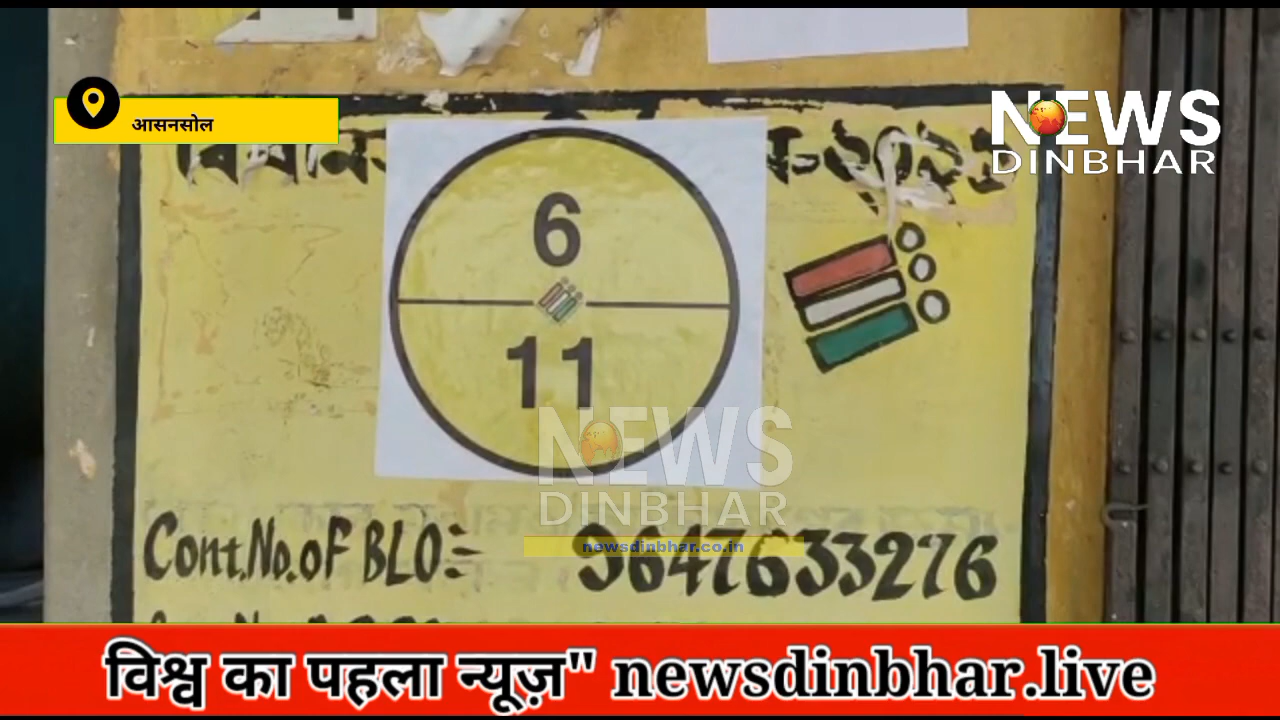 आसनसोल
NEWS
DINBHAR
6
11
NEWS
DINBHAR
newsdinbhar.co.in
Cont.No.of BLO:= 9647633276
विश्व का पहला न्यूज़" newsdinbhar.live